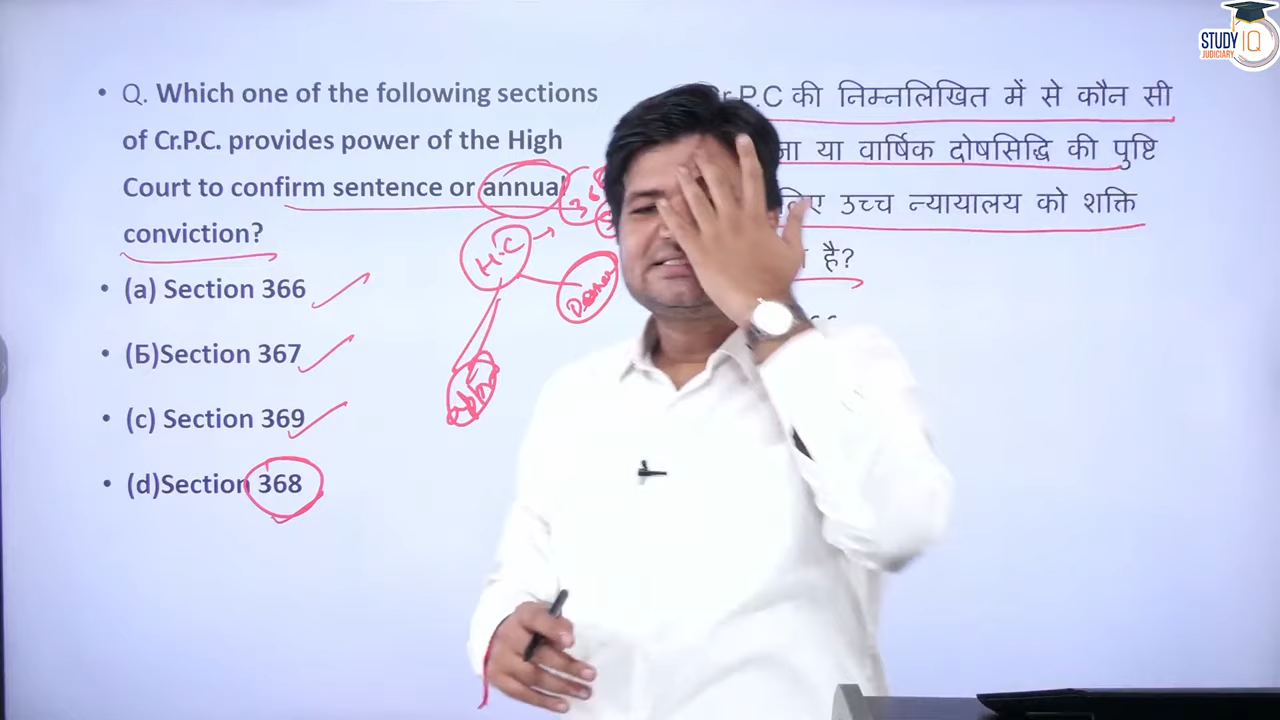 STUDY IQ
JUDICIARY
• Q. Which one of the following sections
of Cr.P.C. provides power of the High
Court to confirm sentence or annual
conviction?
• (a) Section 366
• (Б)Section 367
• (c) Section 369
• (d)Section 368
P.C की निम्नलिखित में से कौन सी
या वार्षिक दोषसिद्धि की पुष्टि
उच्च न्यायालय को शक्ति
है?
H.C